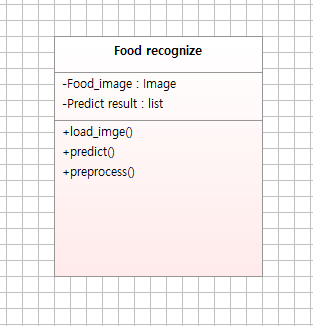 Food recognize
-Food_image : Image
-Predict result : list
+load_imge()
+predict()
+preprocess()